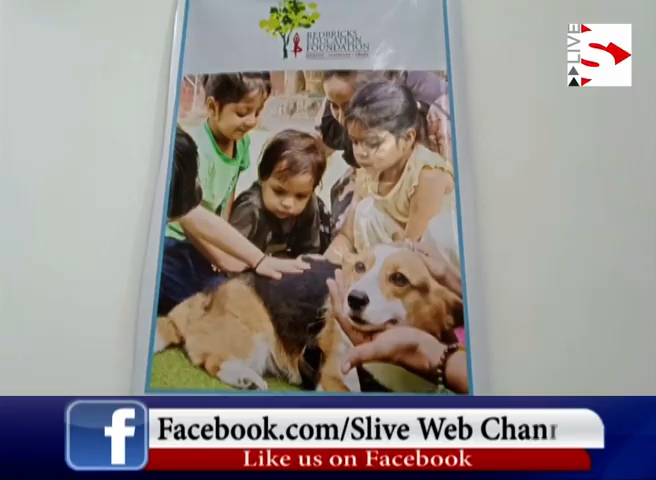 REDBRICKS
EDUCATION
FOUNDATION
LIVE
S
Facebook.com/Slive Web Chan
f
Like us on Facebook